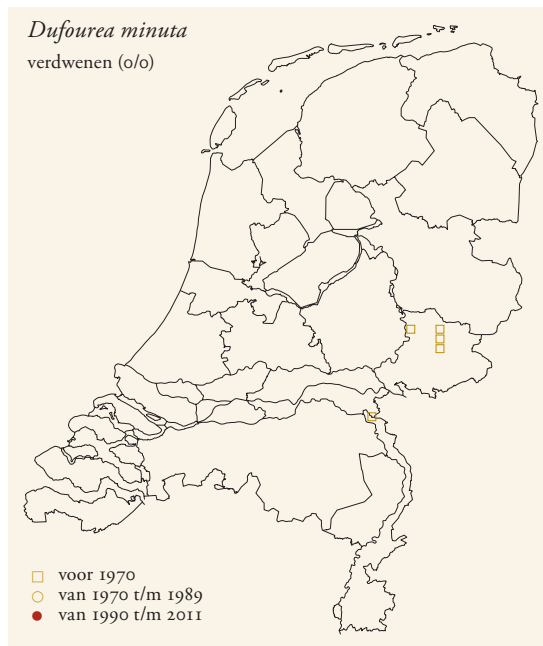 Dufourea minuta
verdwenen (0/0)
voor 1970
van 1970 t/m 1989
van 1990 t/m 2011